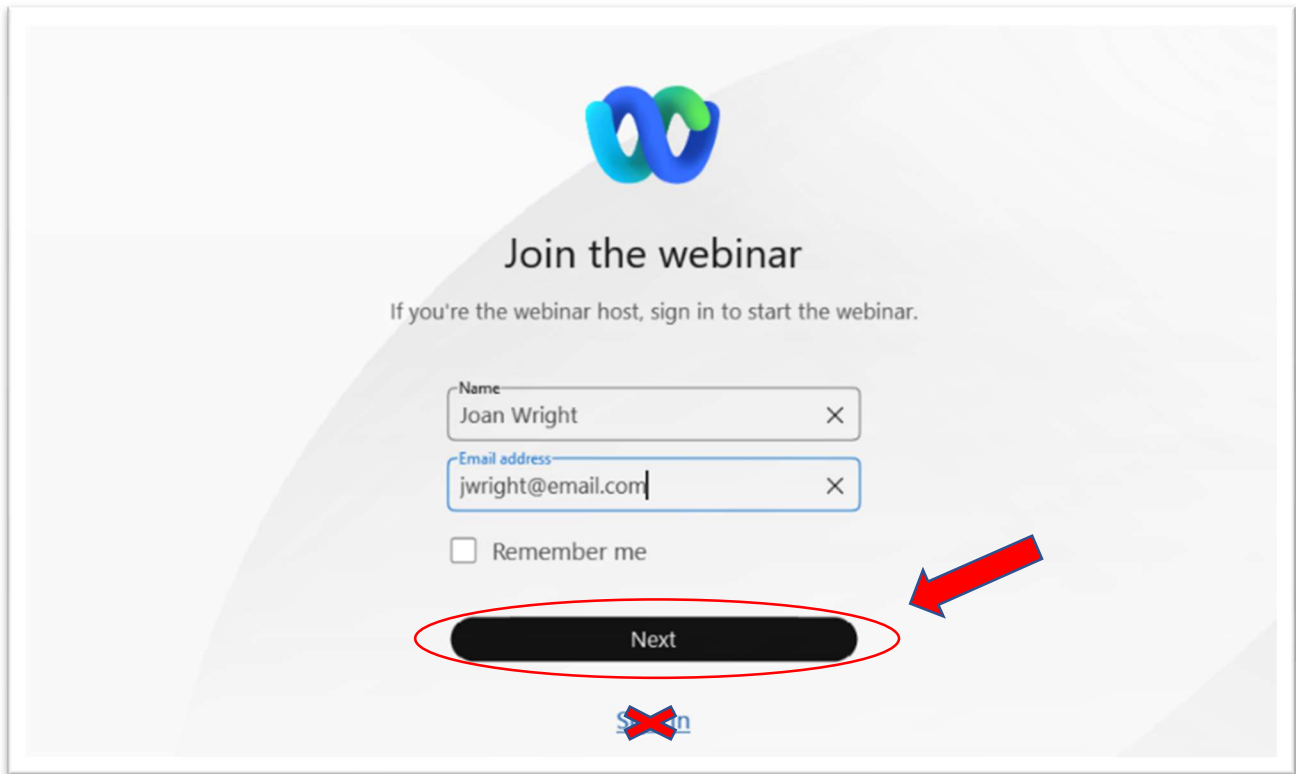 Join the webinar
If you're the webinar host, sign in to start the webinar.
Name
Joan Wright
Email address
jwright@email.com
Remember me
Next